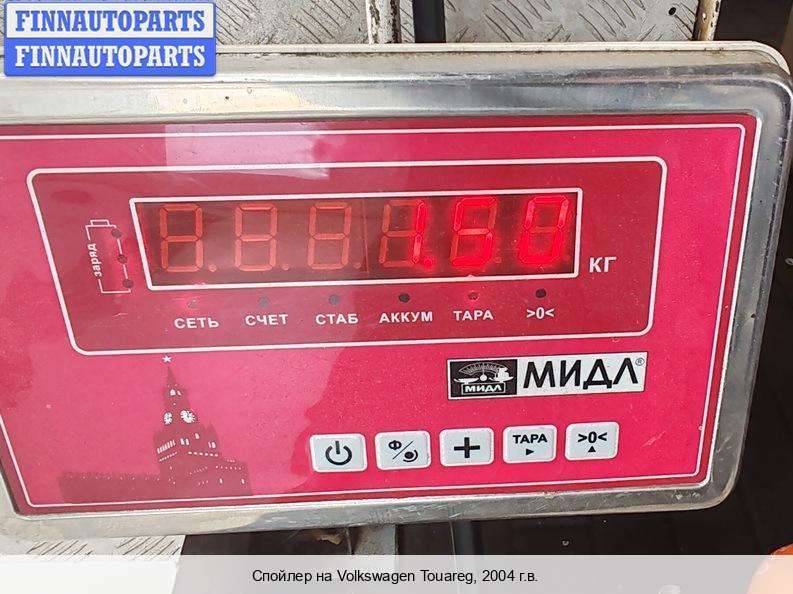 FINNAUTOPARTS
FINNAUTOPARTS
заряд
1.50
КГ
СЕТЬ СЧЕТ СТАБ АККУМ ТАРА >0<
МИДЛ МИДЛ®
Ф ТАРА >0<
Спойлер на Volkswagen Touareg, 2004 г.в.